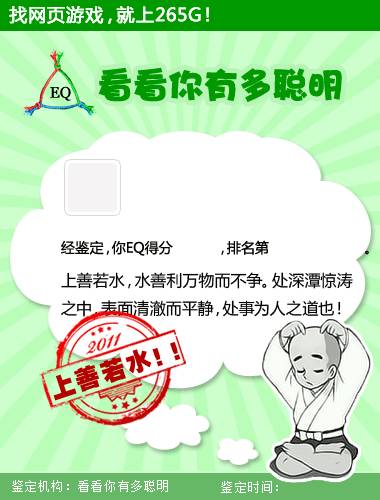 找网页游戏，就上265G！
EQ
看看你有多聪明
经鉴定，你EQ得分　　　，排名第　　　　　　。
上善若水，水善利万物而不争。处深潭惊涛
之中，表面清澈而平静，处事为人之道也！
2011
上善若水！！
鉴定机构：看看你有多聪明　　　鉴定时间：